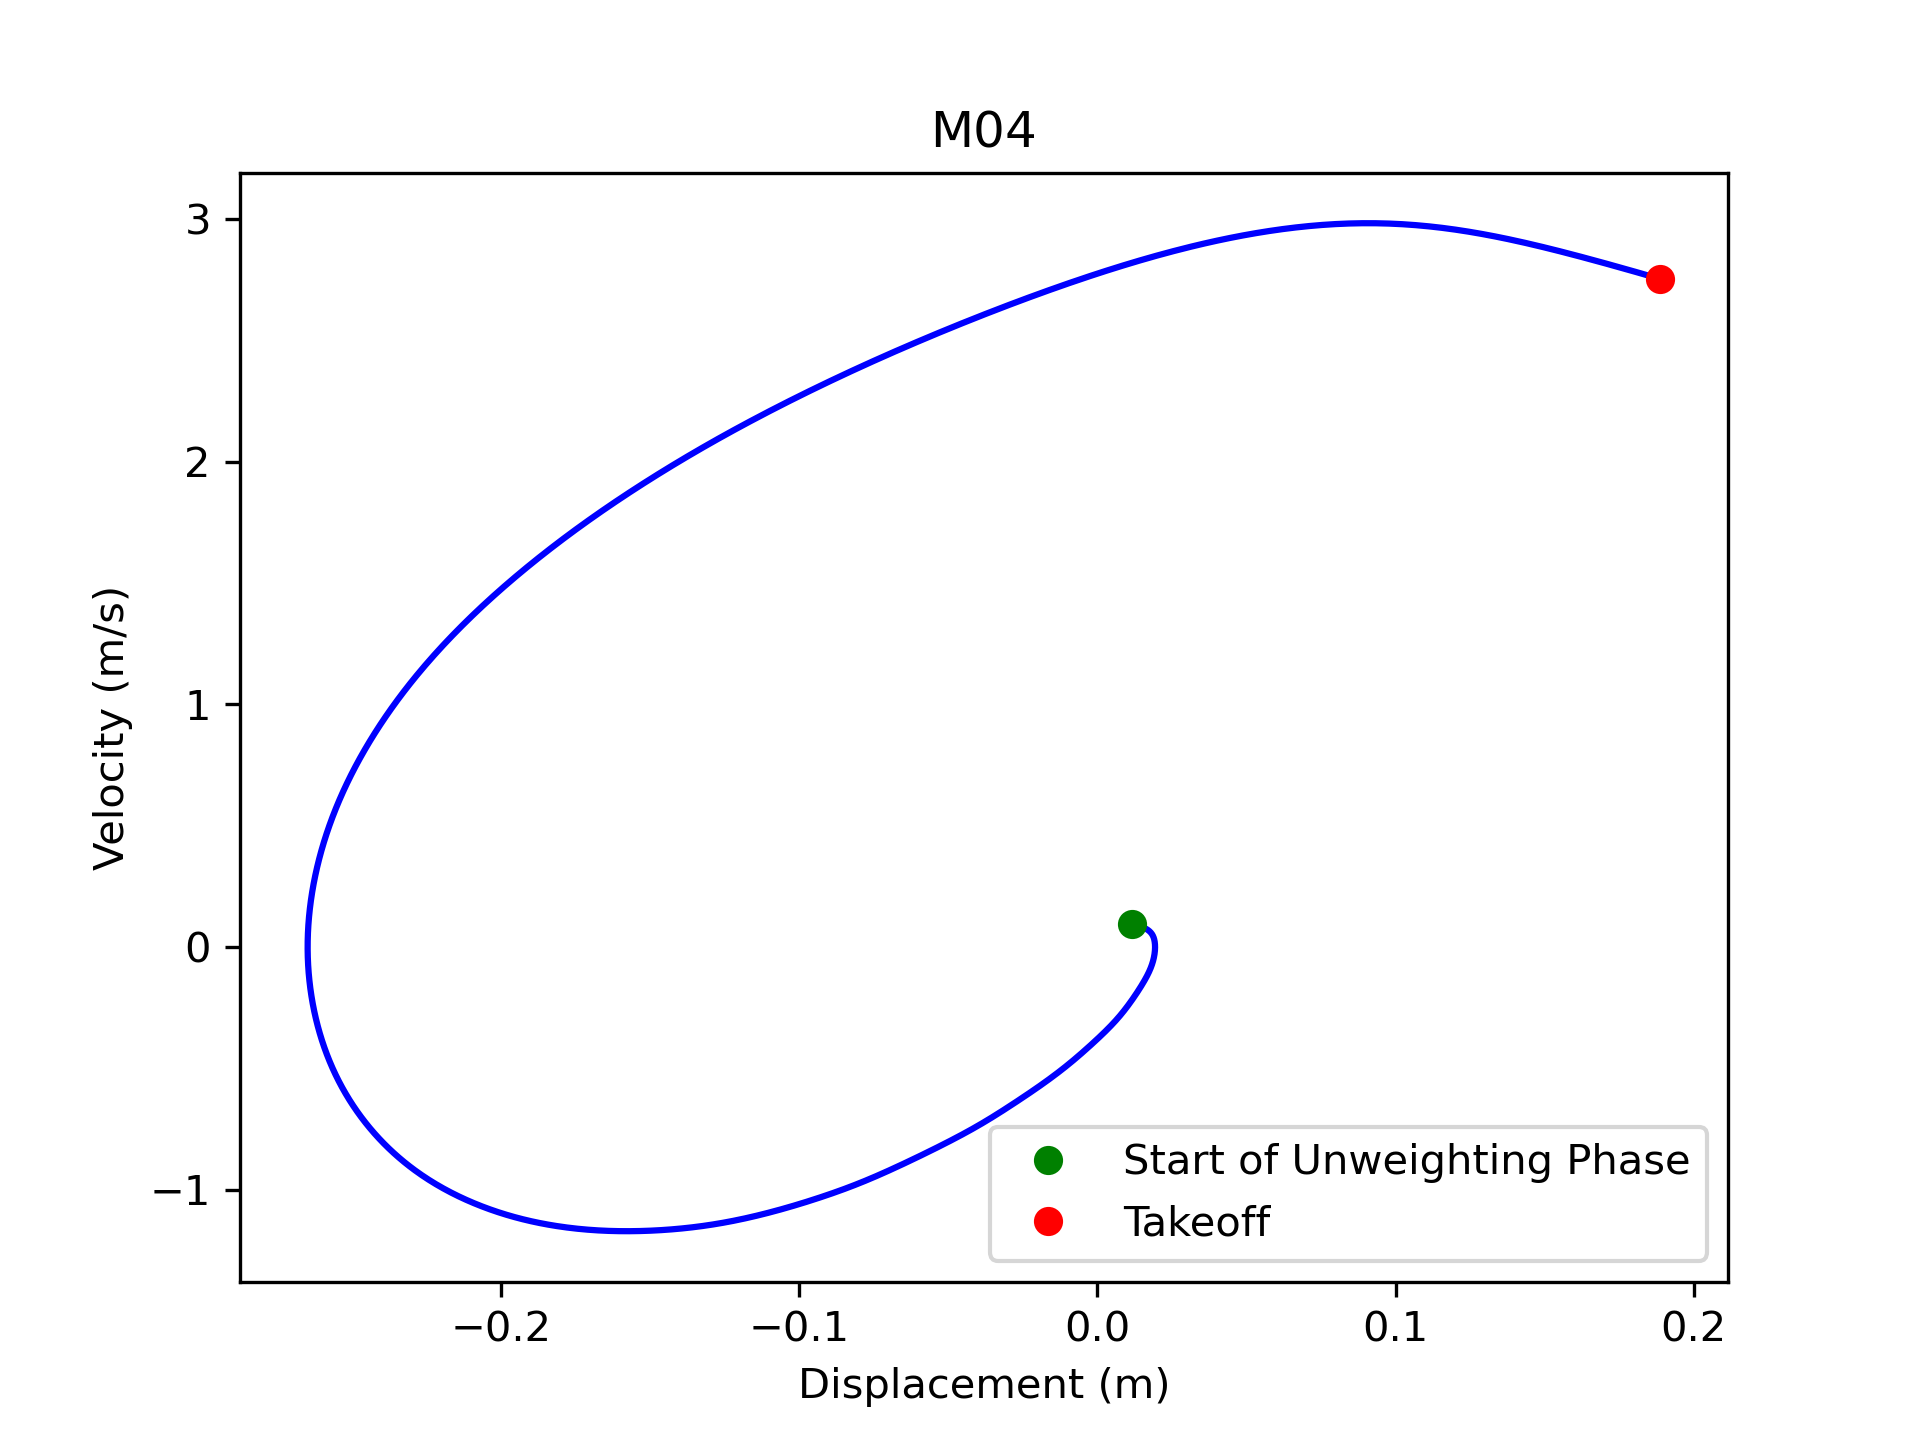 M04
3
2
1
0
−1
Velocity (m/s)
−0.2 −0.1 0.0 0.1 0.2
Displacement (m)
Start of Unweighting Phase
Takeoff